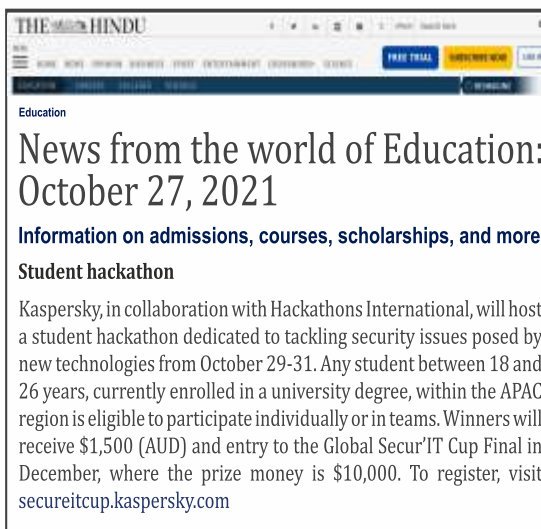 THE HINDU
FREE TRIAL SUBSCRIBE NOW
Education
News from the world of Education:
October 27, 2021
Information on admissions, courses, scholarships, and more
Student hackathon
Kaspersky, in collaboration with Hackathons International, will host
a student hackathon dedicated to tackling security issues posed by
new technologies from October 29-31. Any student between 18 and
26 years, currently enrolled in a university degree, within the APAC
region is eligible to participate individually or in teams. Winners will
receive $1,500 (AUD) and entry to the Global Secur'IT Cup Final in
December, where the prize money is $10,000. To register, visit
secureitcup.kaspersky.com